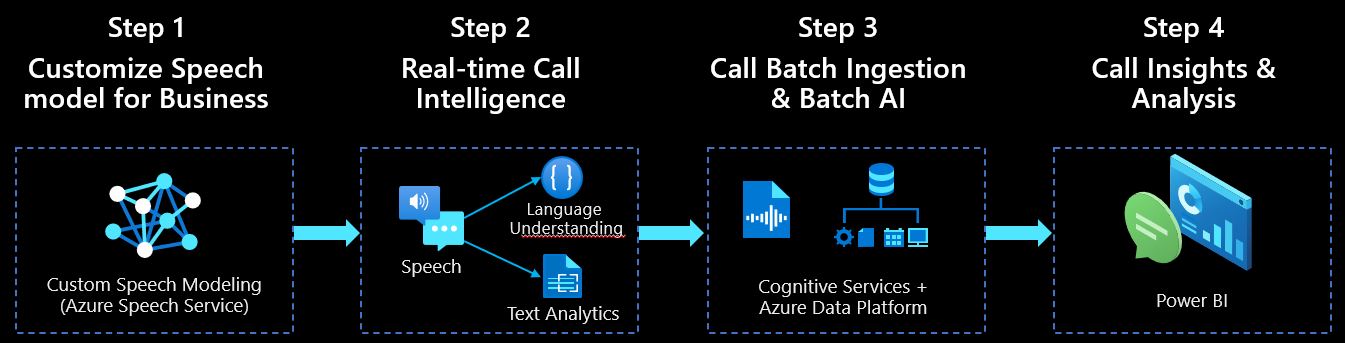 Step 1
Customize Speech
model for Business
Custom Speech Modeling
(Azure Speech Service)
Step 2
Real-time Call
Intelligence
Speech
{ }
Language
Understanding
Text Analytics
Step 3
Call Batch Ingestion
& Batch AI
Cognitive Services +
Azure Data Platform
Step 4
Call Insights &
Analysis
Power BI